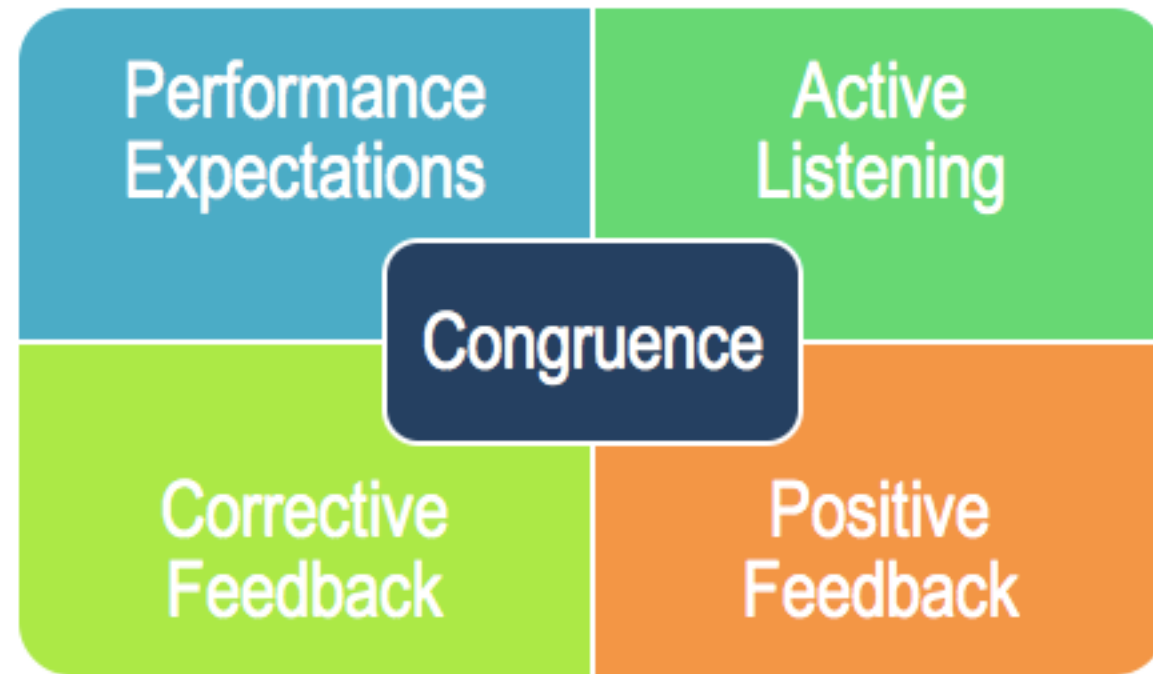 Performance
Expectations
Active
Listening
Congruence
Corrective
Feedback
Positive
Feedback